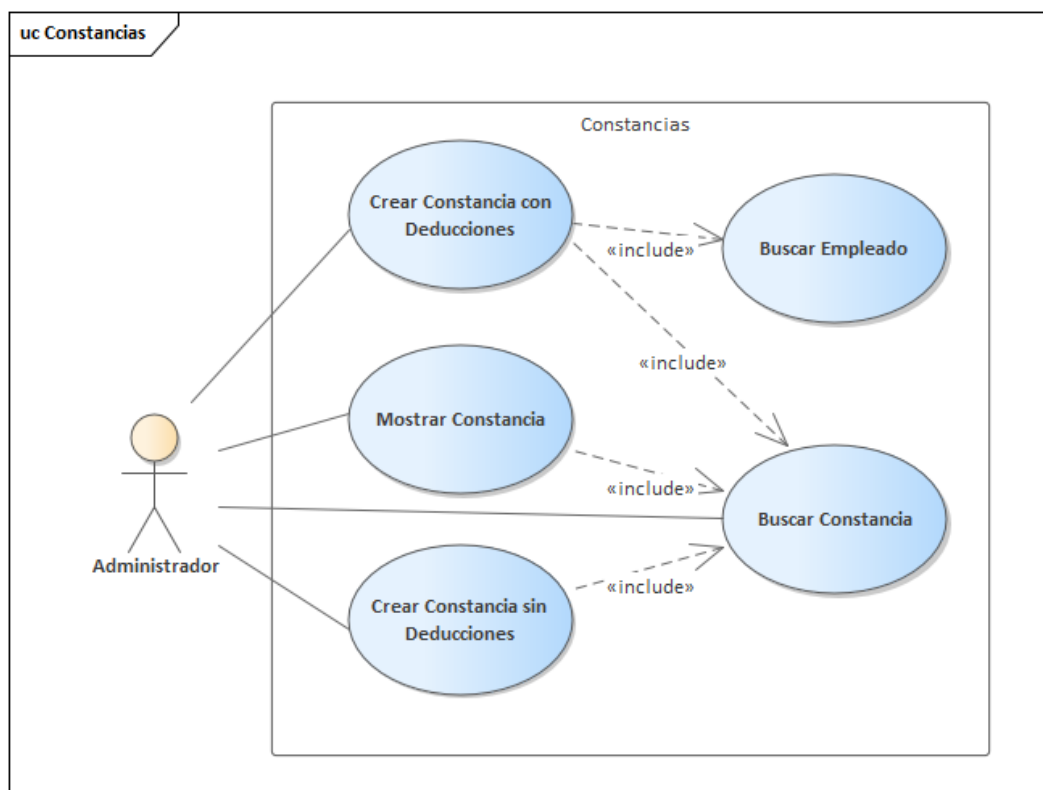 uc Constancias
Constancias
Crear Constancia con
Deducciones
«include»
Buscar Empleado
«include»
Mostrar Constancia
«include»
Buscar Constancia
Administrador
«include»
Crear Constancia sin
Deducciones